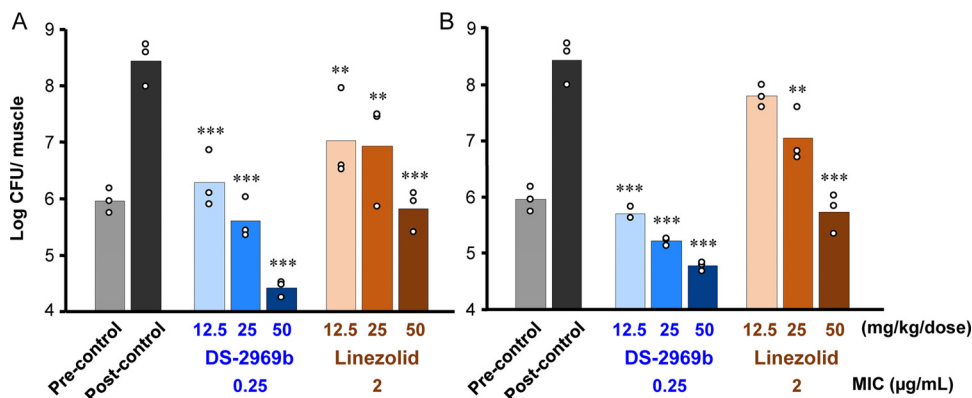 A
B
Log CFU/ muscle
9
8
7
6
5
4
***
***
***
**
**
***
Pre-control
Post-control
12.5 25 50
12.5 25 50
DS-2969b
Linezolid
0.25
2
9
8
7
6
5
4
***
***
***
**
***
Pre-control
Post-control
12.5 25 50
12.5 25 50
(mg/kg/dose)
DS-2969b
Linezolid
0.25
2
MIC (µg/mL)